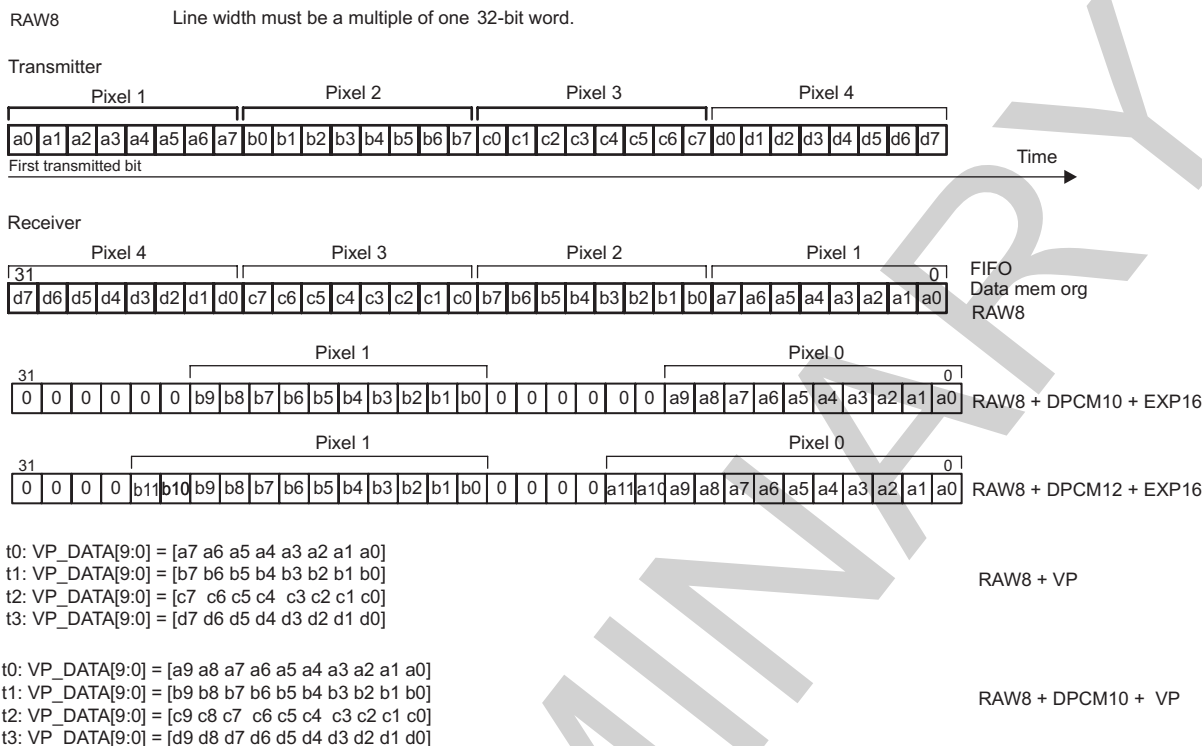 RAW8 Line width must be a multiple of one 32-bit word.
Transmitter
Pixel 1 Pixel 2 Pixel 3 Pixel 4
a0 a1 a2 a3 a4 a5 a6 a7 b0 b1 b2 b3 b4 b5 b6 b7 c0 c1 c2 c3 c4 c5 c6 c7 d0 d1 d2 d3 d4 d5 d6 d7
First transmitted bit
Time
Receiver
Pixel 4 Pixel 3 Pixel 2 Pixel 1
31 0
d7 d6 d5 d4 d3 d2 d1 d0 c7 c6 c5 c4 c3 c2 c1 c0 b7 b6 b5 b4 b3 b2 b1 b0 a7 a6 a5 a4 a3 a2 a1 a0
FIFO
Data mem org
RAW8
Pixel 1 Pixel 0
31 0
0 0 0 0 0 0 b9 b8 b7 b6 b5 b4 b3 b2 b1 b0 0 0 0 0 0 0 a9 a8 a7 a6 a5 a4 a3 a2 a1 a0 RAW8 + DPCM10 + EXP16
Pixel 1 Pixel 0
31 0
0 0 0 0 b11 b10 b9 b8 b7 b6 b5 b4 b3 b2 b1 b0 0 0 0 0 a11 a10 a9 a8 a7 a6 a5 a4 a3 a2 a1 a0 RAW8 + DPCM12 + EXP16
t0: VP_DATA[9:0] = [a7 a6 a5 a4 a3 a2 a1 a0]
t1: VP_DATA[9:0] = [b7 b6 b5 b4 b3 b2 b1 b0]
t2: VP_DATA[9:0] = [c7 c6 c5 c4 c3 c2 c1 c0]
t3: VP_DATA[9:0] = [d7 d6 d5 d4 d3 d2 d1 d0]
RAW8 + VP
t0: VP_DATA[9:0] = [a9 a8 a7 a6 a5 a4 a3 a2 a1 a0]
t1: VP_DATA[9:0] = [b9 b8 b7 b6 b5 b4 b3 b2 b1 b0]
t2: VP_DATA[9:0] = [c9 c8 c7 c6 c5 c4 c3 c2 c1 c0]
t3: VP_DATA[9:0] = [d9 d8 d7 d6 d5 d4 d3 d2 d1 d0]
RAW8 + DPCM10 + VP
MINARY